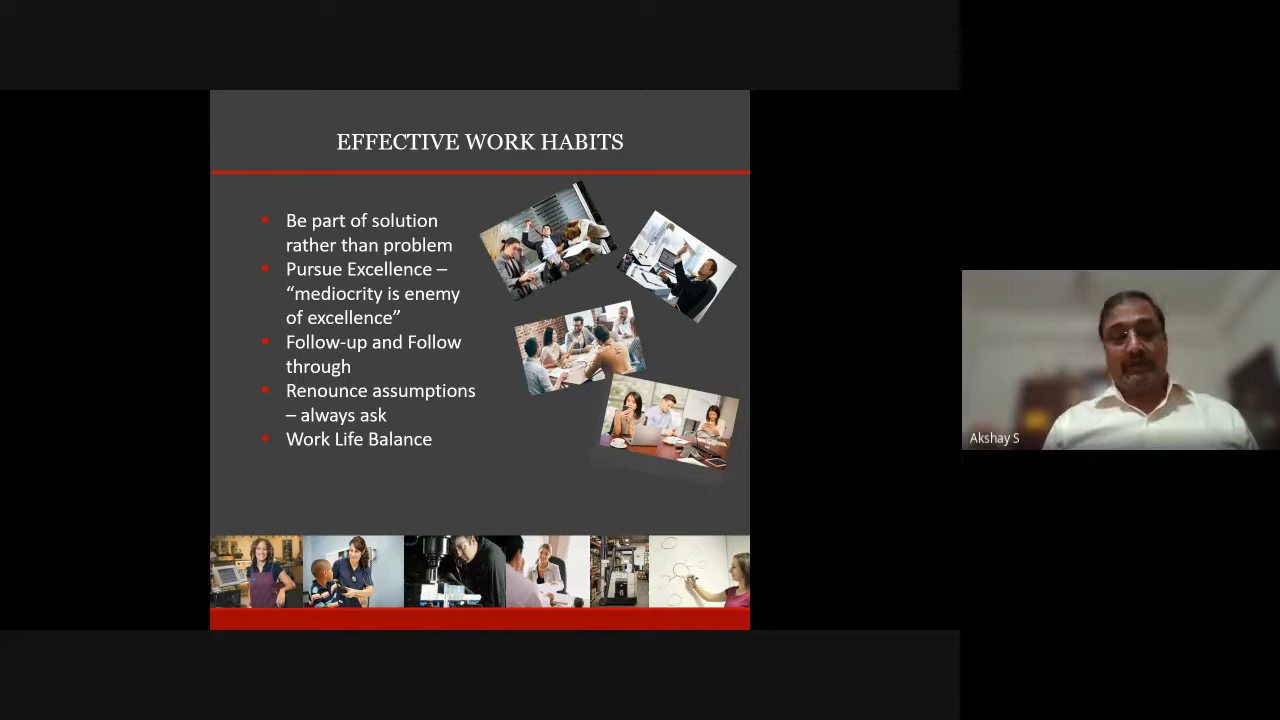 EFFECTIVE WORK HABITS
Be part of solution
rather than problem
Pursue Excellence –
“mediocrity is enemy
of excellence”
Follow-up and Follow
through
Renounce assumptions
– always ask
Work Life Balance
Akshay S